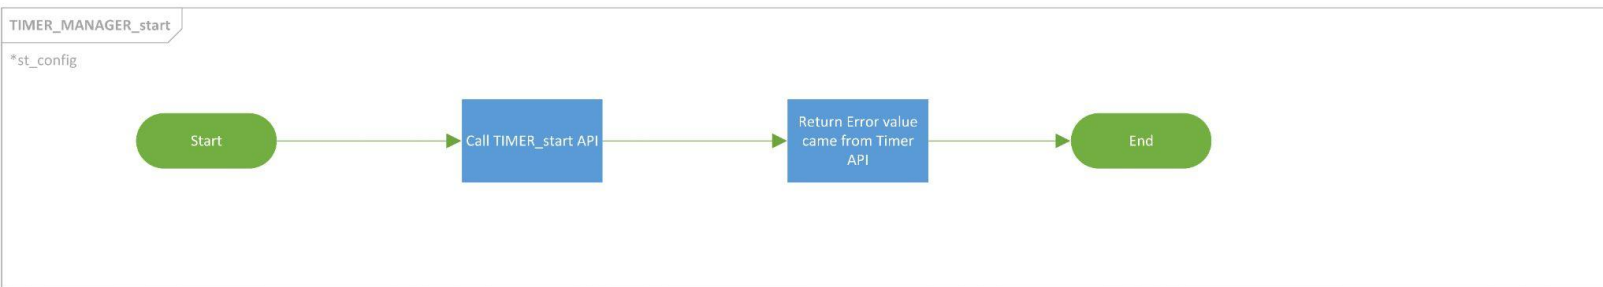 TIMER_MANAGER_start
*st_config
Start
Call TIMER_start API
Return Error value
came from Timer
API
End